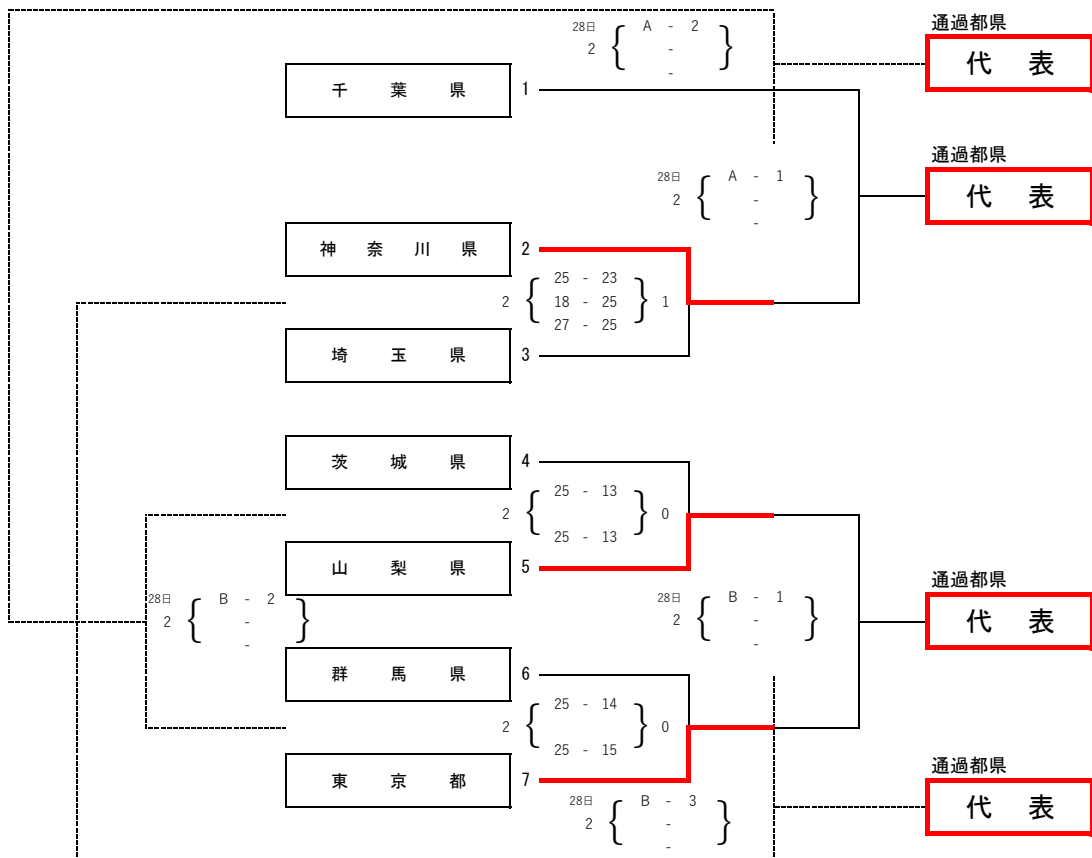 通過都県
代 表
28日
2 { A - 2
-
- }
千 葉 県 1
通過都県
代 表
28日
2 { A - 1
-
- }
神 奈 川 県 2
2 { 25 - 23
18 - 25
27 - 25 } 1
埼 玉 県 3
茨 城 県 4
2 { 25 - 13
25 - 13 } 0
山 梨 県 5
28日
2 { B - 2
-
- }
28日
2 { B - 1
-
- }
通過都県
代 表
群 馬 県 6
2 { 25 - 14
25 - 15 } 0
東 京 都 7
28日
2 { B - 3
-
- }
通過都県
代 表